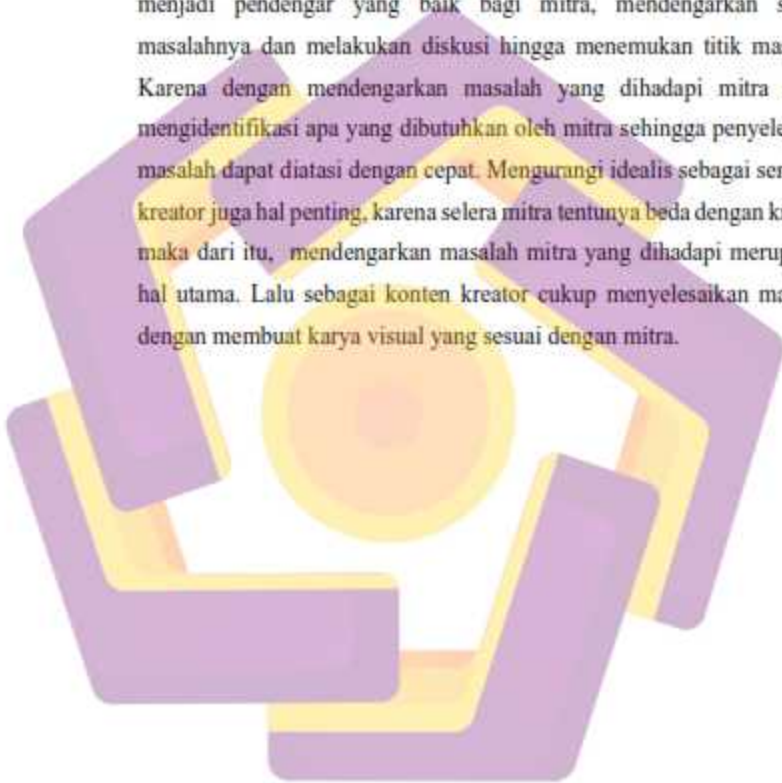 menjadi pendengar yang baik bagi mitra, mendengarkan
masalahnya dan melakukan diskusi hingga menemukan titik
Karena dengan mendengarkan masalah yang dihadapi mitra
mengidentifikasi apa yang dibutuhkan oleh mitra sehingga
masalah dapat diatasi dengan cepat. Mengurangi idealis sebagai
kreator juga hal penting, karena selera mitra tentunya beda dengan
maka dari itu, mendengarkan masalah mitra yang dihadapi
hal utama. Lalu sebagai konten kreator cukup menyelesaikan
dengan membuat karya visual yang sesuai dengan mitra.